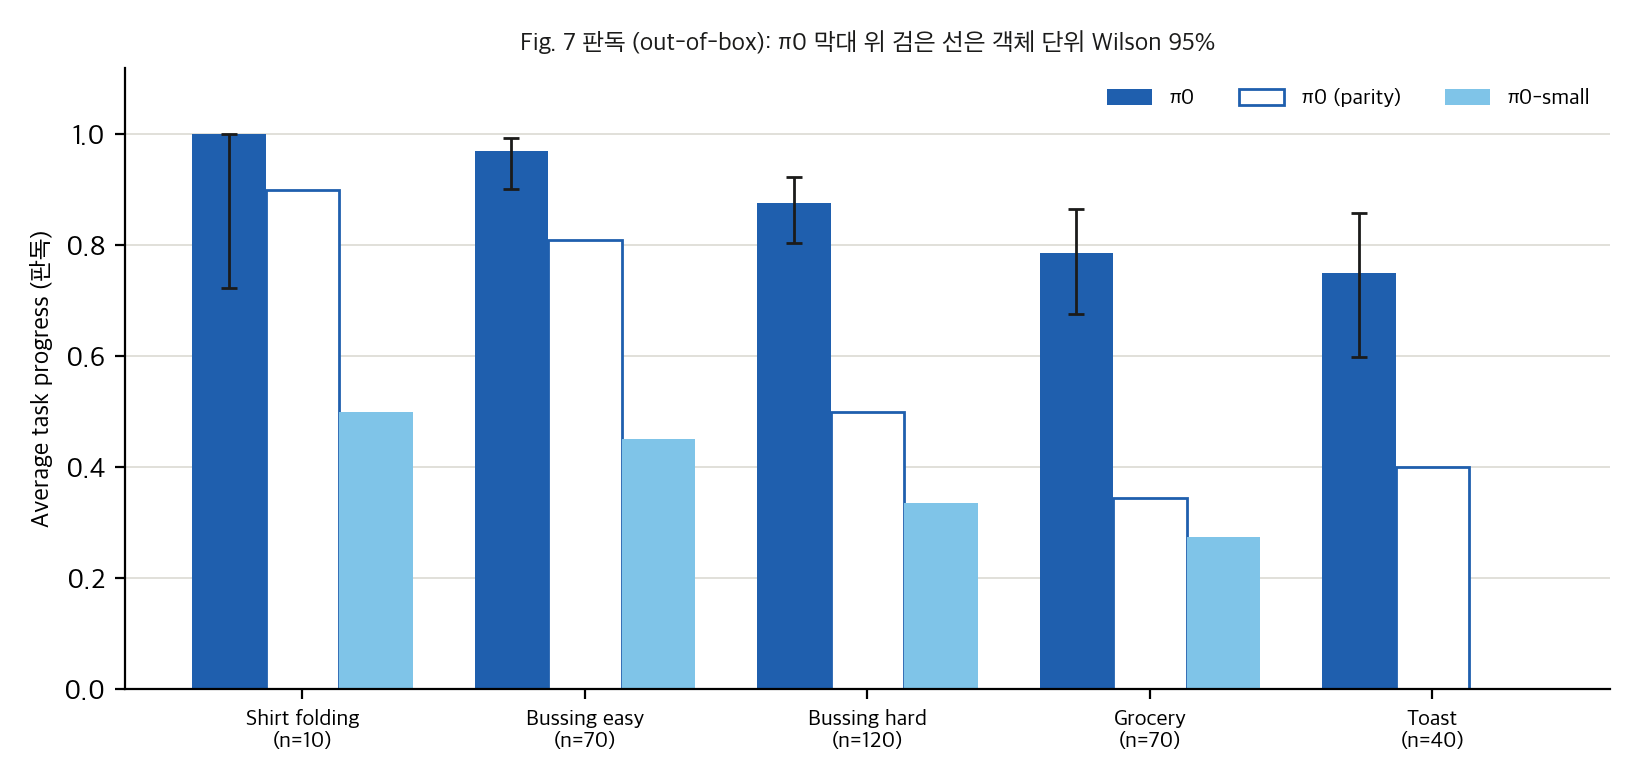 Fig. 7 판독 (out-of-box): π0 막대 위 검은 선은 객체 단위 Wilson 95%
π0
π0 (parity)
π0-small
Average task progress (판독)
1.0
0.8
0.6
0.4
0.2
0.0
Shirt folding
(n=10)
Bussing easy
(n=70)
Bussing hard
(n=120)
Grocery
(n=70)
Toast
(n=40)